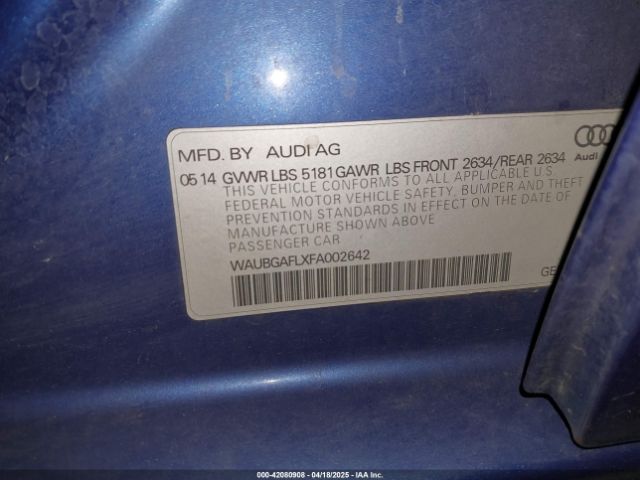 MFD. BY AUDI AG
Audi
05 14 GVWR LBS 5181 GAWR LBS FRONT 2634/REAR 2634
THIS VEHICLE CONFORMS TO ALL APPLICABLE U.S.
FEDERAL MOTOR VEHICLE SAFETY, BUMPER AND THEFT
PREVENTION STANDARDS IN EFFECT ON THE DATE OF
MANUFACTURE SHOWN ABOVE
PASSENGER CAR
WAUBGAFLXFA002642
GE
000-42080908 - 04/18/2025 - IAA Inc.